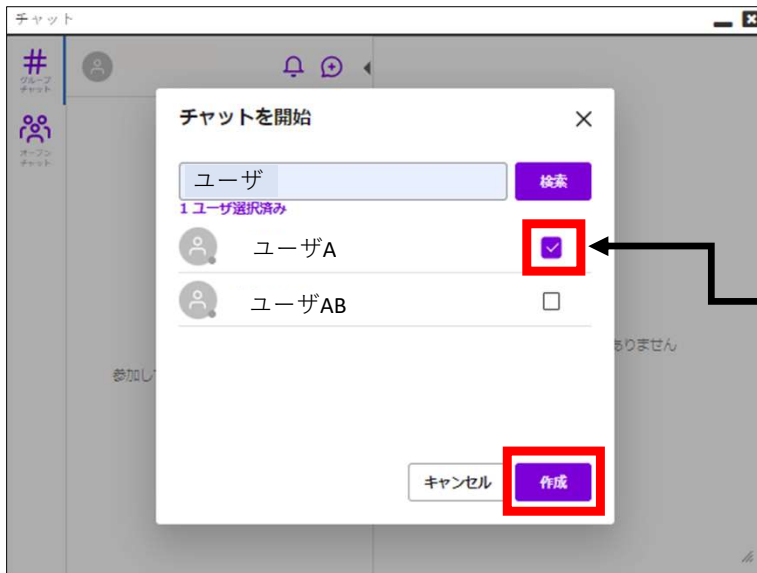 チャット
グループ
チャット
オープン
チャット
チャットを開始
ユーザ
検索
1 ユーザ選択済み
ユーザA
ユーザAB
ありません
参加し
キャンセル
作成